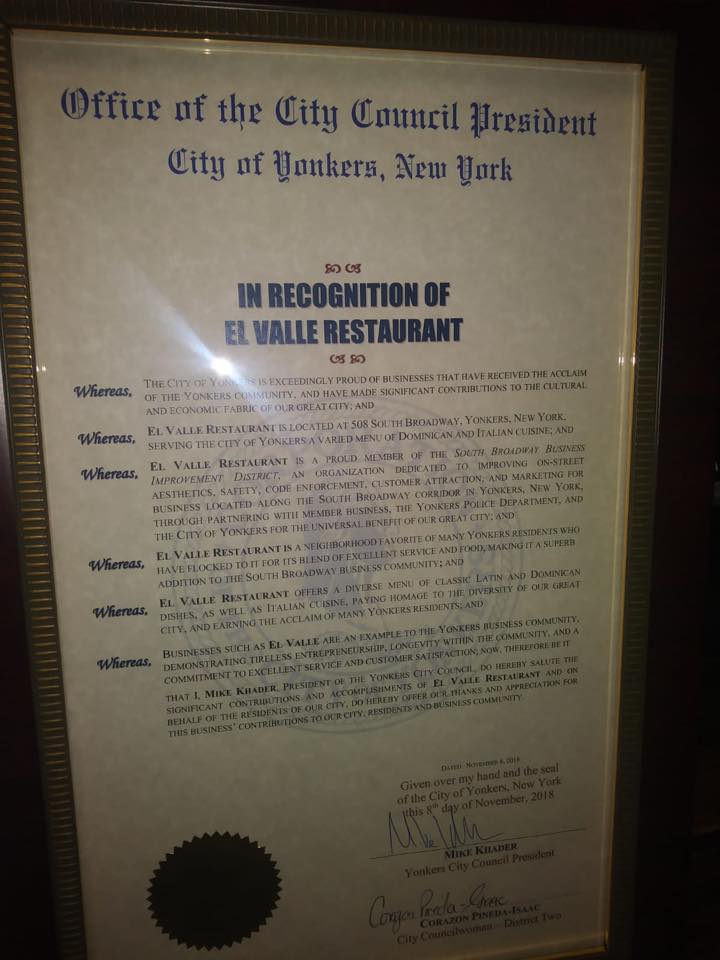 Office of the City Council President
City of Yonkers, New York
IN RECOGNITION OF
EL VALLE RESTAURANT
Whereas, THE CITY OF YONKERS IS EXCEEDINGLY PROUD OF BUSINESSES THAT HAVE RECEIVED THE ACCLAIM
OF THE YONKERS COMMUNITY, AND HAVE MADE SIGNIFICANT CONTRIBUTIONS TO THE CULTURAL
AND ECONOMIC FABRIC OF OUR GREAT CITY; AND
Whereas, EL VALLE RESTAURANT IS LOCATED AT 508 SOUTH BROADWAY, YONKERS, NEW YORK,
SERVING THE CITY OF YONKERS A VARIED MENU OF DOMINICAN AND ITALIAN CUISINE; AND
Whereas, EL VALLE RESTAURANT IS A PROUD MEMBER OF THE SOUTH BROADWAY BUSINESS
IMPROVEMENT DISTRICT, AN ORGANIZATION DEDICATED TO IMPROVING ON-STREET
AESTHETICS, SAFETY, CODE ENFORCEMENT, CUSTOMER ATTRACTION, AND MARKETING FOR
BUSINESS LOCATED ALONG THE SOUTH BROADWAY CORRIDOR IN YONKERS, NEW YORK,
THROUGH PARTNERING WITH MEMBER BUSINESS, THE YONKERS POLICE DEPARTMENT, AND
THE CITY OF YONKERS FOR THE UNIVERSAL BENEFIT OF OUR GREAT CITY; AND
Whereas, EL VALLE RESTAURANT IS A NEIGHBORHOOD FAVORITE OF MANY YONKERS RESIDENTS WHO
HAVE FLOCKED TO IT FOR ITS BLEND OF EXCELLENT SERVICE AND FOOD, MAKING IT A SUPERB
ADDITION TO THE SOUTH BROADWAY BUSINESS COMMUNITY; AND
Whereas, EL VALLE RESTAURANT OFFERS A DIVERSE MENU OF CLASSIC LATIN AND DOMINICAN
DISHES, AS WELL AS ITALIAN CUISINE, PAYING HOMAGE TO THE DIVERSITY OF OUR GREAT
CITY, AND EARNING THE ACCLAIM OF MANY YONKERS RESIDENTS; AND
Whereas, BUSINESSES SUCH AS EL VALLE ARE AN EXAMPLE TO THE YONKERS BUSINESS COMMUNITY,
DEMONSTRATING TIRELESS ENTREPRENEURSHIP, LONGEVITY WITHIN THE COMMUNITY, AND A
COMMITMENT TO EXCELLENT SERVICE AND CUSTOMER SATISFACTION; NOW, THEREFORE BE IT
THAT I, MIKE KHADER, PRESIDENT OF THE YONKERS CITY COUNCIL, DO HEREBY SALUTE THE
SIGNIFICANT CONTRIBUTIONS AND ACCOMPLISHMENTS OF EL VALLE RESTAURANT AND ON
BEHALF OF THE RESIDENTS OF OUR CITY, DO HEREBY OFFER OUR THANKS AND APPRECIATION FOR
THIS BUSINESS' CONTRIBUTIONS TO OUR CITY, RESIDENTS AND BUSINESS COMMUNITY.
DATED NOVEMBER 8, 2018
Given over my hand and the seal
of the City of Yonkers, New York
this 8th day of November, 2018
MIKE KHADER
Yonkers City Council President
Corazon Pineda-Isaac
CORAZON PINEDA-ISAAC
City Councilwoman – District Two